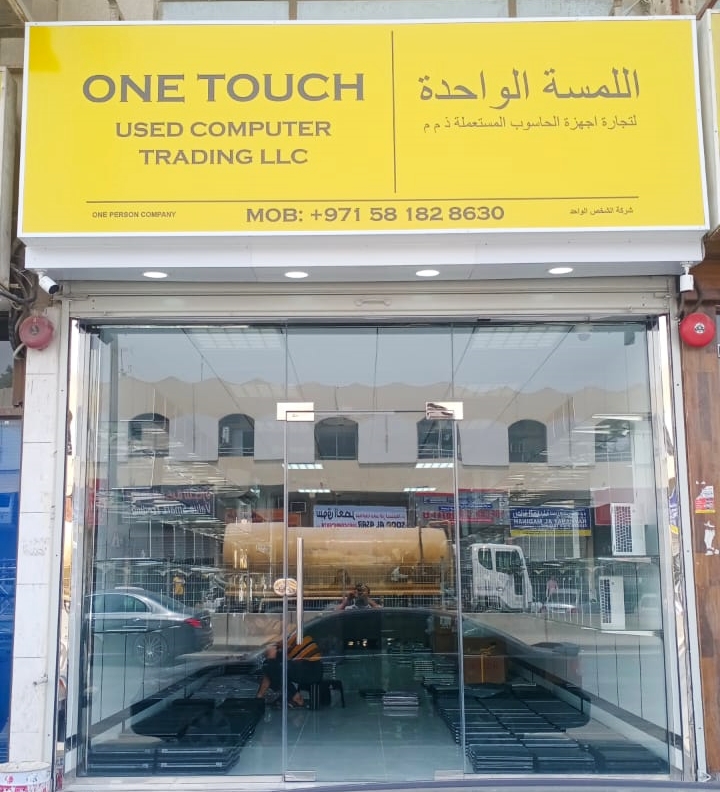 ONE TOUCH
USED COMPUTER
TRADING LLC
اللمسة الواحدة
لتجارة اجهزة الحاسوب المستعملة ذ م م
ONE PERSON COMPANY
MOB: +971 58 182 8630
شركة الشخص الواحد